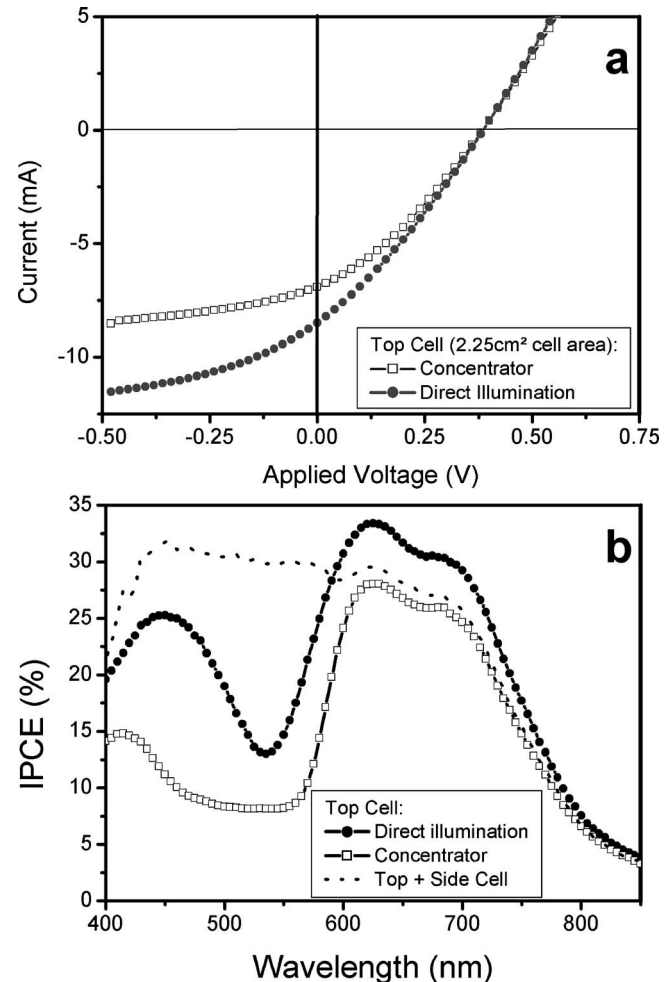 a
5
0
-5
-10
Current (mA)
Top Cell (2.25cm² cell area):
Concentrator
Direct Illumination
-0.50 -0.25 0.00 0.25 0.50 0.75
Applied Voltage (V)
b
35
30
25
20
15
10
5
0
IPCE (%)
Top Cell:
Direct illumination
Concentrator
Top + Side Cell
400 500 600 700 800
Wavelength (nm)